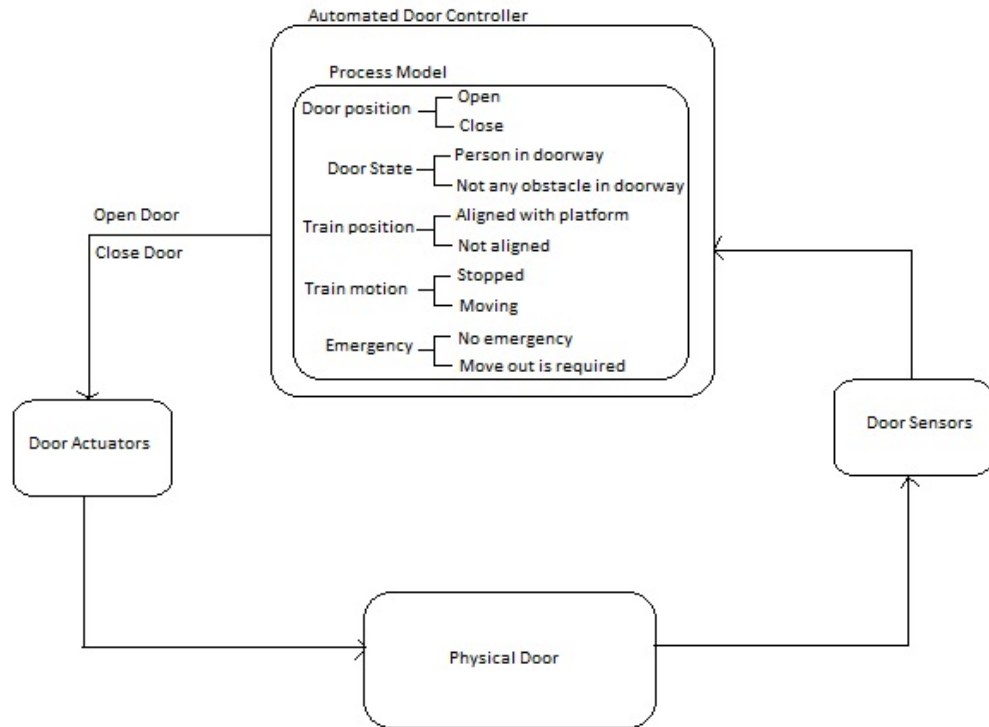 Automated Door Controller
Process Model
Door position
Open
Close
Door State
Person in doorway
Not any obstacle in doorway
Train position
Aligned with platform
Not aligned
Train motion
Stopped
Moving
Emergency
No emergency
Move out is required
Open Door
Close Door
Door Actuators
Door Sensors
Physical Door